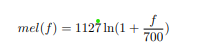 mel(f) = 1127 ln(1 + f/700)